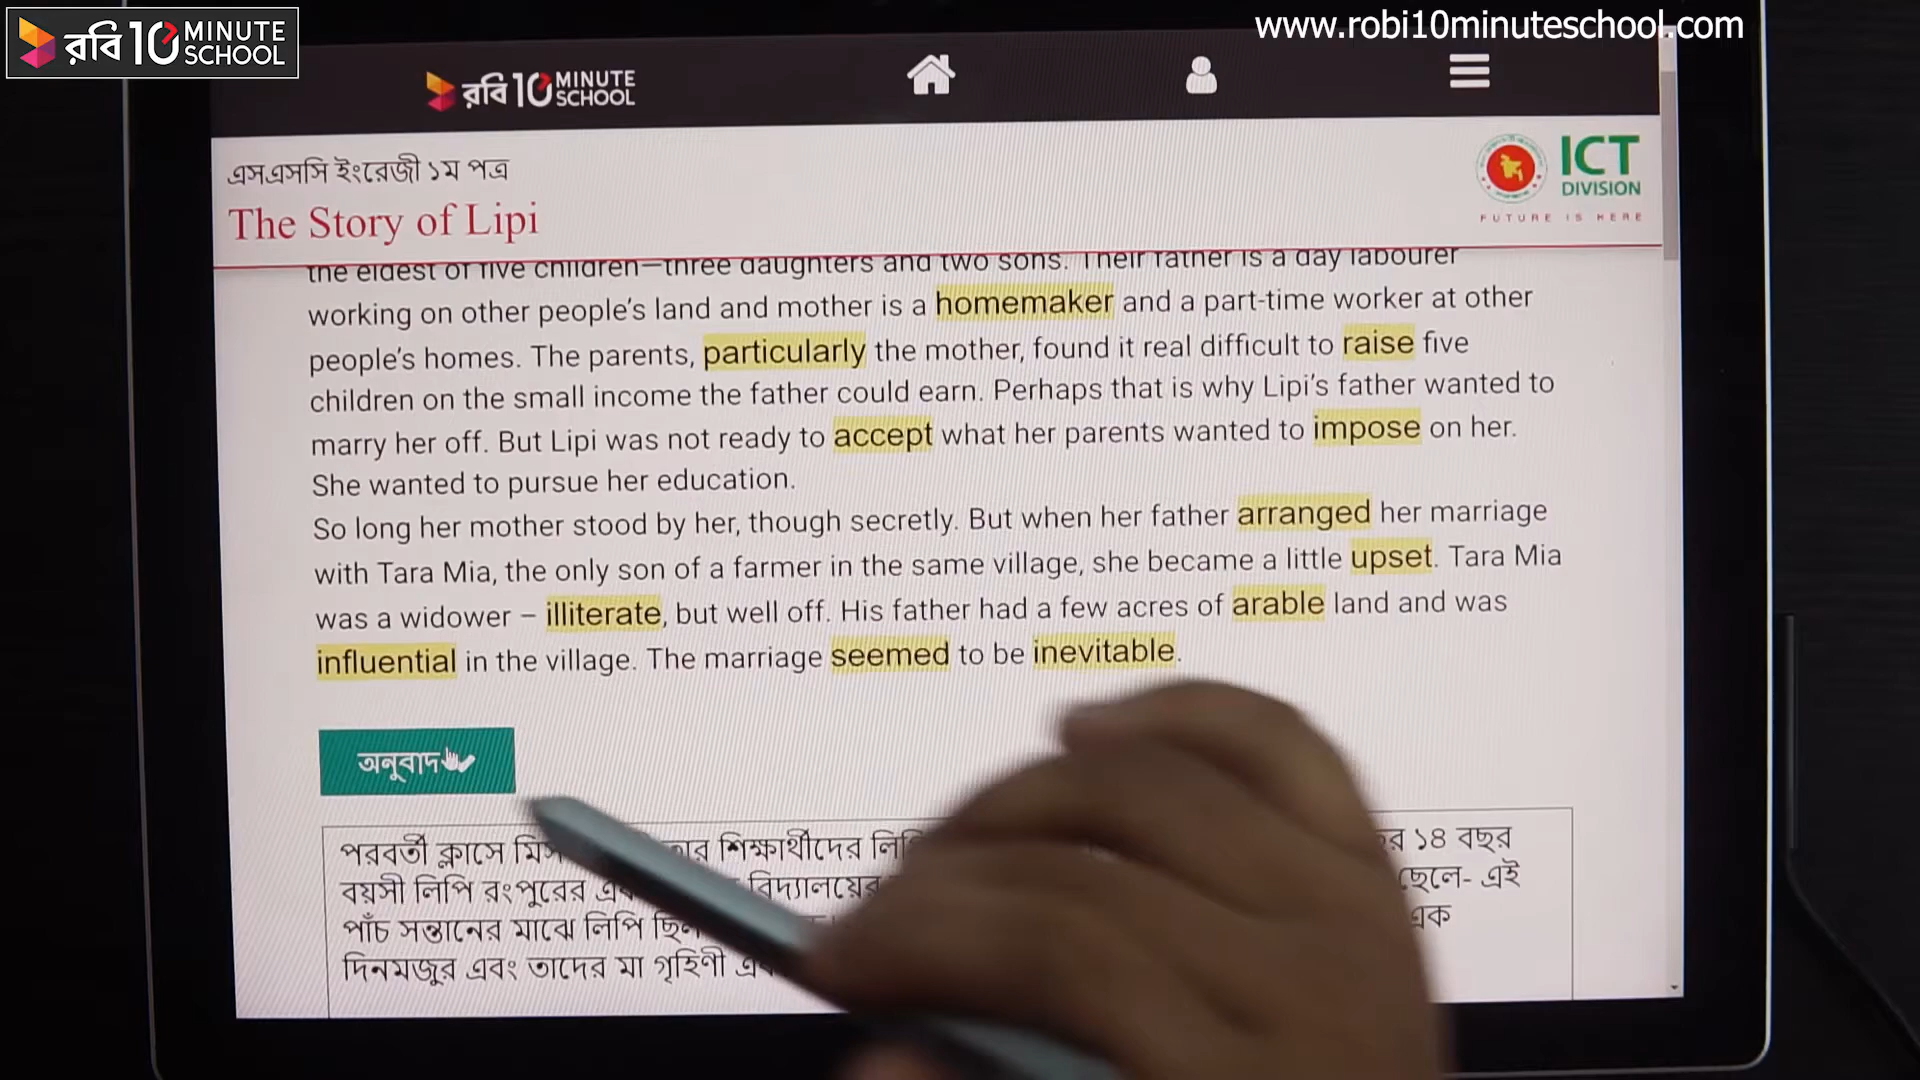 রবি 10 MINUTE SCHOOL
www.robi10minuteschool.com
রবি 10 MINUTE SCHOOL
এসএসসি ইংরেজী ১ম পত্র
The Story of Lipi
ICT
DIVISION
FUTURE IS HERE
the eldest of five children—three daughters and two sons. Their father is a day labourer
working on other people's land and mother is a homemaker and a part-time worker at other
people's homes. The parents, particularly the mother, found it real difficult to raise five
children on the small income the father could earn. Perhaps that is why Lipi's father wanted to
marry her off. But Lipi was not ready to accept what her parents wanted to impose on her.
She wanted to pursue her education.
So long her mother stood by her, though secretly. But when her father arranged her marriage
with Tara Mia, the only son of a farmer in the same village, she became a little upset. Tara Mia
was a widower – illiterate, but well off. His father had a few acres of arable land and was
influential in the village. The marriage seemed to be inevitable.
অনুবাদ
পরবর্তী ক্লাসে শিক্ষার্থীদের ১৪ বছর
বয়সী লিপি রংপুরের বিদ্যালয়ের ছেলে- এই
পাঁচ সন্তানের মাঝে লিপি এক
দিনমজুর এবং তাদের মা গৃহিণী